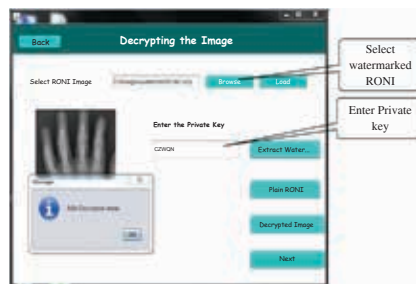 Back
Decrypting the Image
Select RONI Image
Browse
Load
Enter the Private Key
CZWQN
Extract Water...
Plain RONI
Decrypted Image
Next
Select
watermarked
RONI
Enter Private
key